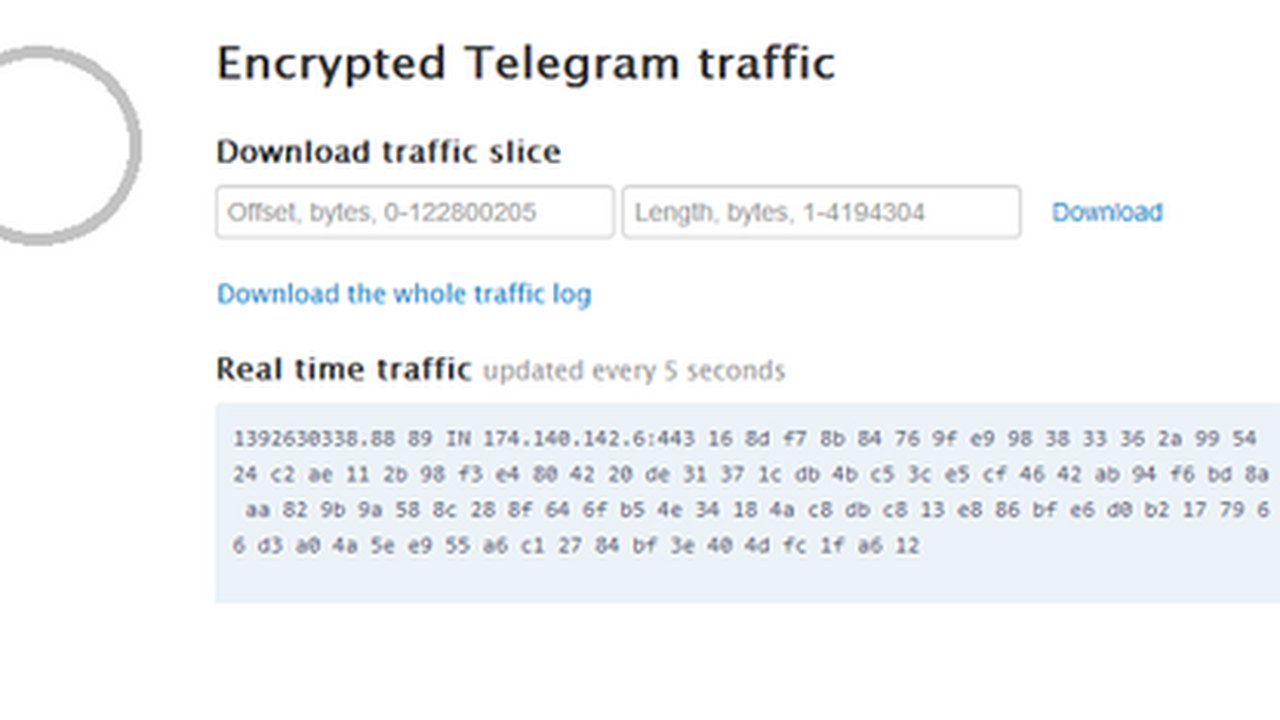 Encrypted Telegram traffic
Download traffic slice
Offset, bytes, 0-122800205 Length, bytes, 1-4194304 Download
Download the whole traffic log
Real time traffic updated every 5 seconds
1392630338.88 89 IN 174.140.142.6:443 16 8d f7 8b 84 76 9f e9 98 38 33 36 2a 99 54
24 c2 ae 11 2b 98 f3 e4 80 42 20 de 31 37 1c db 4b c5 3c e5 cf 46 42 ab 94 f6 bd 8a
aa 82 9b 9a 58 8c 28 8f 64 6f b5 4e 34 18 4a c8 db c8 13 e8 86 bf e6 d0 b2 17 79 6
6 d3 a0 4a 5e e9 55 a6 c1 27 84 bf 3e 40 4d fc 1f a6 12